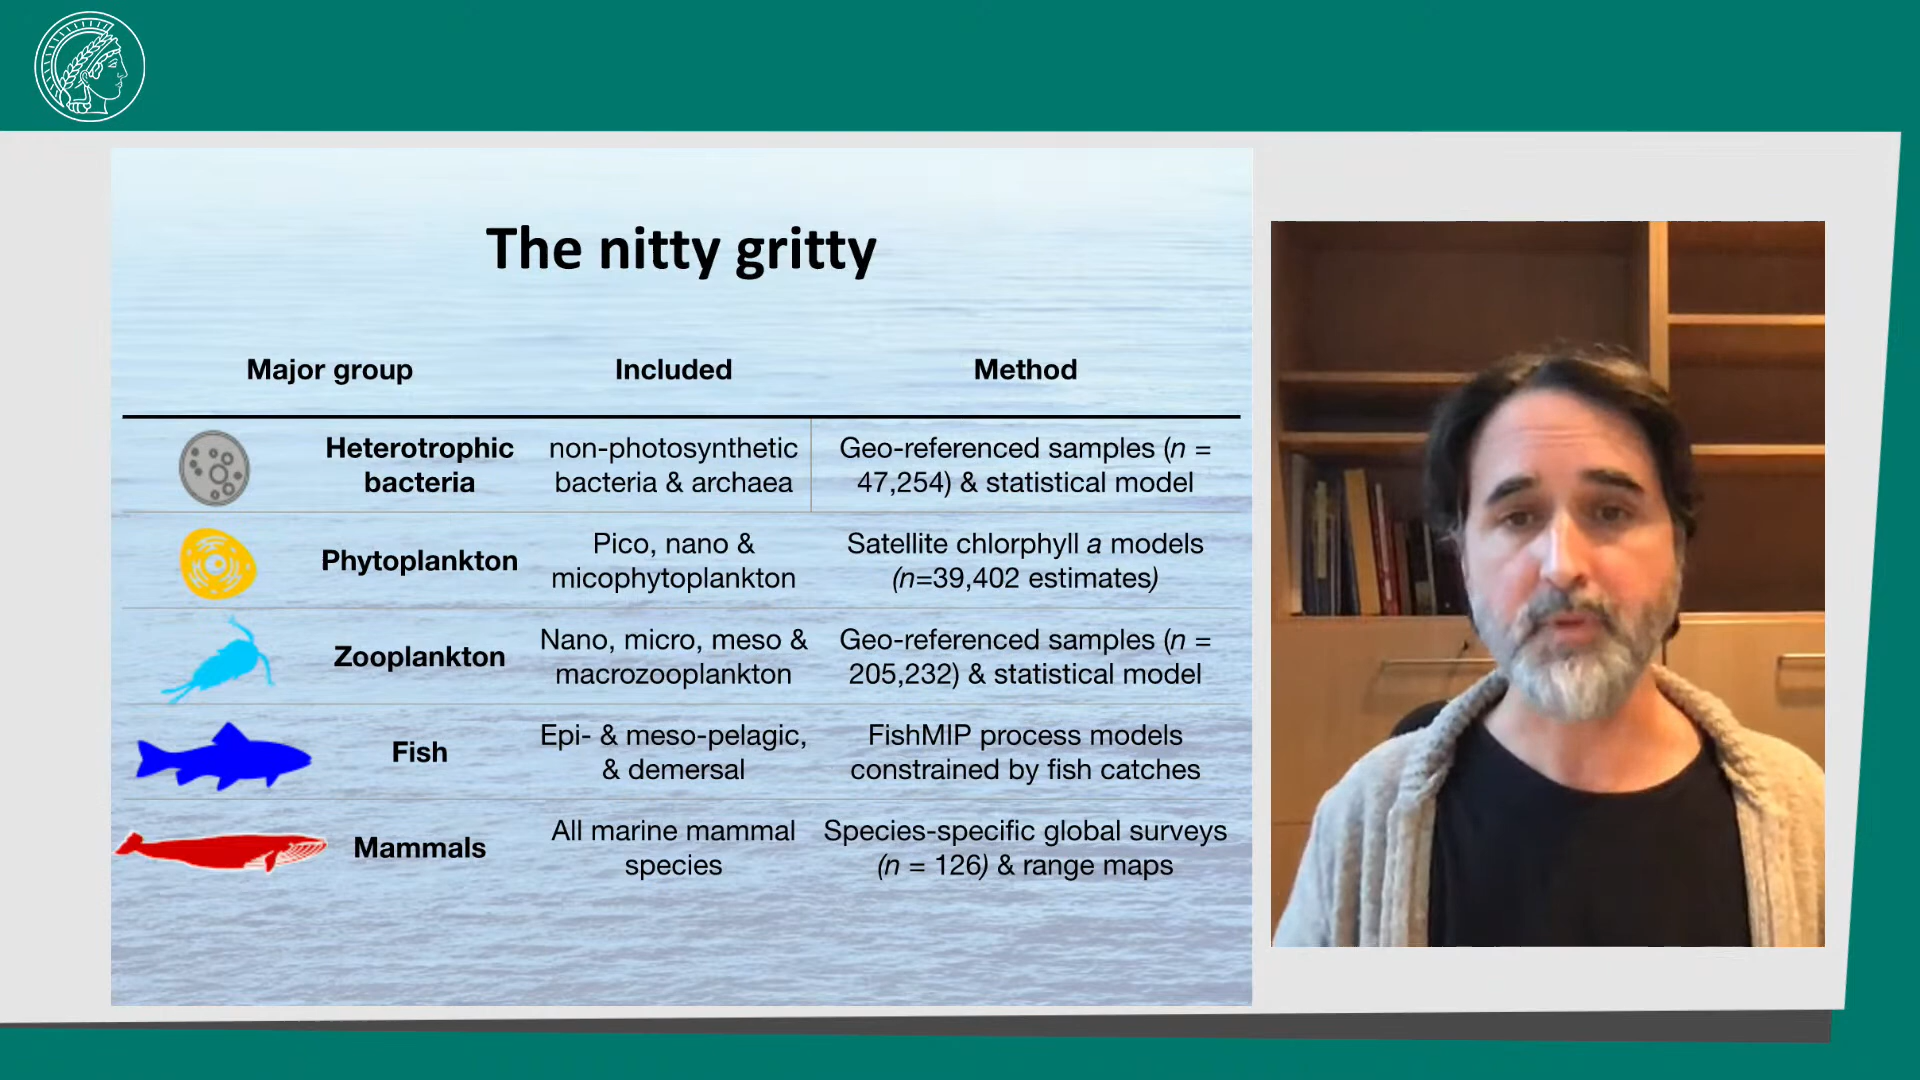 The nitty gritty
Major group
Included
Method
Heterotrophic
bacteria
non-photosynthetic
bacteria & archaea
Geo-referenced samples (n =
47,254) & statistical model
Phytoplankton
Pico, nano &
micophytoplankton
Satellite chlorphyll a models
(n=39,402 estimates)
Zooplankton
Nano, micro, meso &
macrozooplankton
Geo-referenced samples (n =
205,232) & statistical model
Fish
Epi- & meso-pelagic,
& demersal
FishMIP process models
constrained by fish catches
Mammals
All marine mammal
species
Species-specific global surveys
(n = 126) & range maps